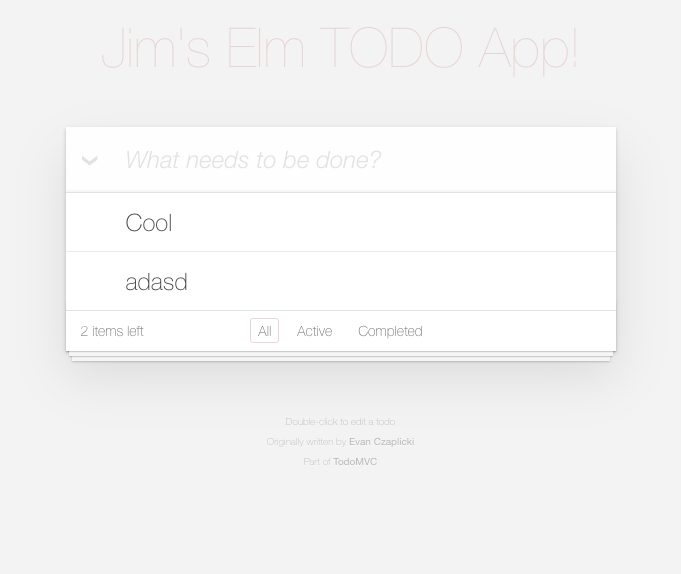 Jim's Elm TODO App!
What needs to be done?
Cool
adasd
2 items left All Active Completed
Double-click to edit a todo
Originally written by Evan Czaplicki
Part of TodoMVC